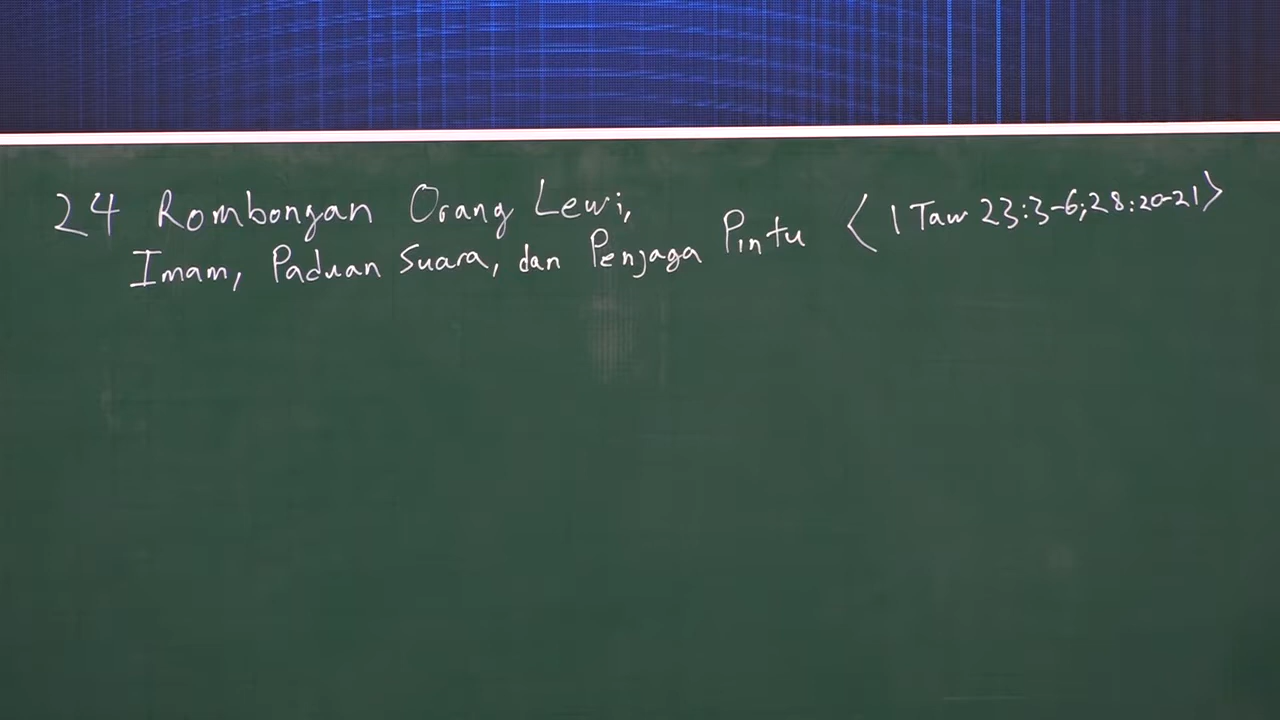 24 Rombongan Orang Lewi,
Imam, Paduan Suara, dan Penjaga Pintu < 1 Taw 23:3-6; 28:20-21 >